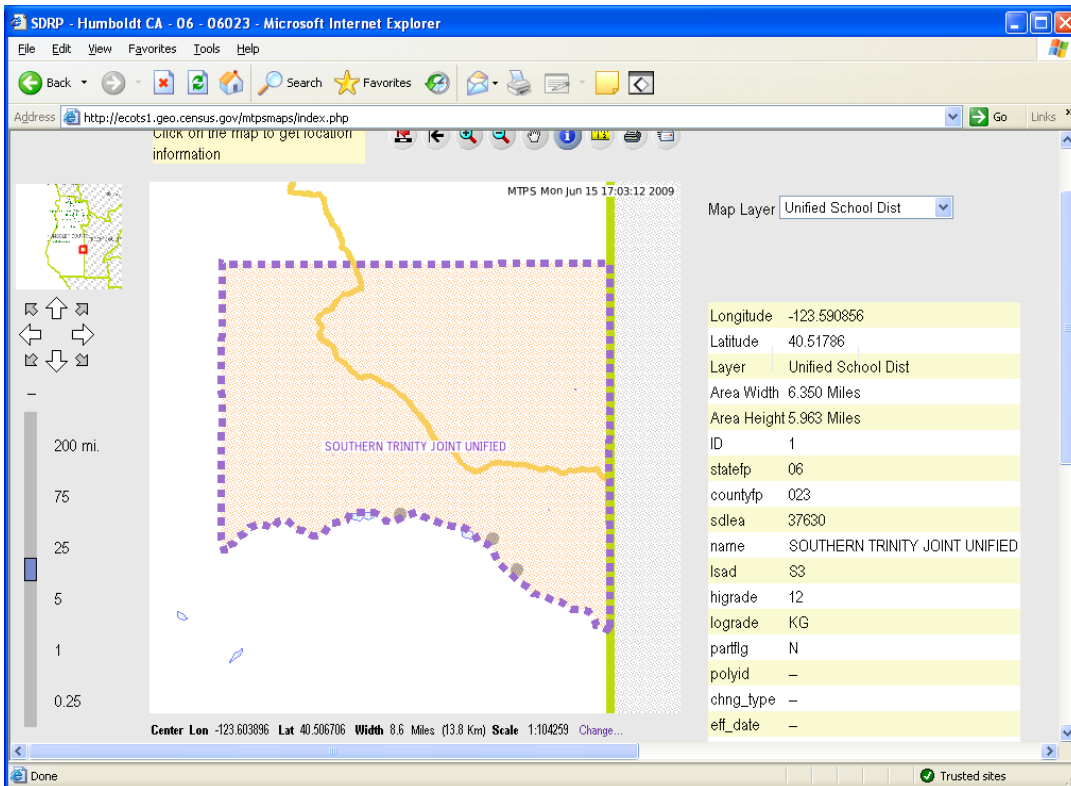 SDRP - Humboldt CA - 06 - 06023 - Microsoft Internet Explorer
File Edit View Favorites Tools Help
Back Search Favorites
Address http://ecots1.geo.census.gov/mtpsmaps/index.php Go Links »
Click on the map to get location
information
MTPS Mon Jun 15 17:03:12 2009
Map Layer Unified School Dist
SOUTHERN TRINITY JOINT UNIFIED
200 mi.
75
25
5
1
0.25
Longitude -123.590856
Latitude 40.51786
Layer Unified School Dist
Area Width 6.350 Miles
Area Height 5.963 Miles
ID 1
statefp 06
countyfp 023
sdlea 37630
name SOUTHERN TRINITY JOINT UNIFIED
lsad S3
higrade 12
lograde KG
partflg N
polyid –
chng_type –
eff_date –
Center Lon -123.603896 Lat 40.506706 Width 8.6 Miles (13.8 Km) Scale 1:104259 Change...
Done Trusted sites